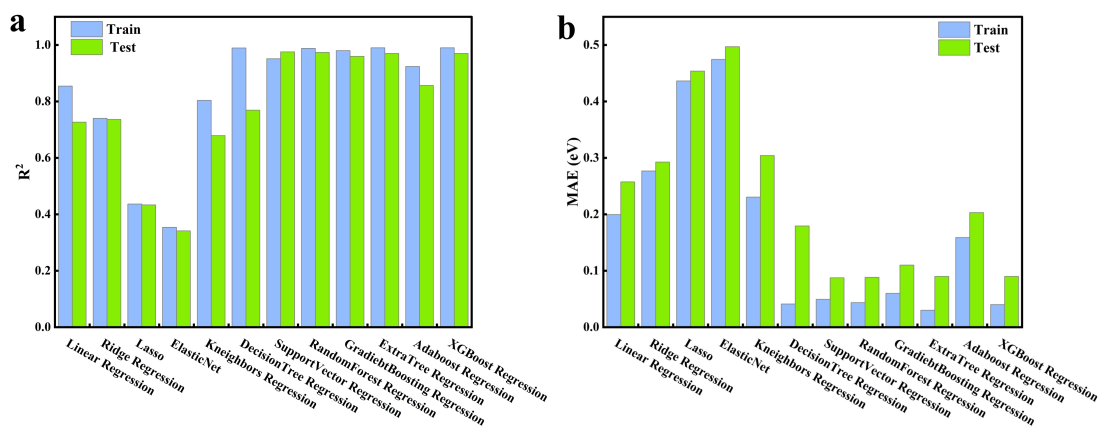 a
Train
Test
1.0
0.8
0.6
0.4
0.2
0.0
R²
Linear Regression
Ridge Regression
Lasso
ElasticNet
Kneighbors Regression
DecisionTree Regression
SupportVector Regression
RandomForest Regression
GradiebtBoosting Regression
ExtraTree Regression
Adaboost Regression
XGBoost Regression
b
Train
Test
0.5
0.4
0.3
0.2
0.1
0.0
MAE (eV)
Linear Regression
Ridge Regression
Lasso
ElasticNet
Kneighbors Regression
DecisionTree Regression
SupportVector Regression
RandomForest Regression
GradiebtBoosting Regression
ExtraTree Regression
Adaboost Regression
XGBoost Regression